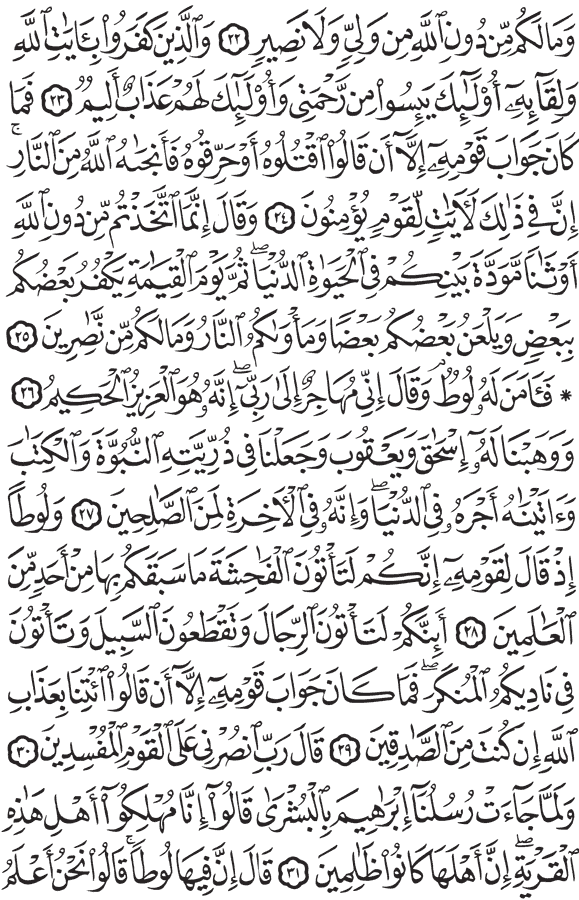 وَمَا لَكُم مِّن دُونِ ٱللَّهِ مِن وَلِيٍّ وَلَا نَصِيرٍ ٢٢ وَٱلَّذِينَ كَفَرُوا۟ بِـَٔايَـٰتِ ٱللَّهِ
وَلِقَآئِهِۦٓ أُو۟لَـٰٓئِكَ يَئِسُوا۟ مِن رَّحْمَتِى وَأُو۟لَـٰٓئِكَ لَهُمْ عَذَابٌ أَلِيمٌ ٢٣ فَمَا
كَانَ جَوَابَ قَوْمِهِۦٓ إِلَّآ أَن قَالُوا۟ ٱقْتُلُوهُ أَوْ حَرِّقُوهُ فَأَنجَىٰهُ ٱللَّهُ مِنَ ٱلنَّارِ ۚ
إِنَّ فِى ذَٰلِكَ لَـَٔايَـٰتٍ لِّقَوْمٍ يُؤْمِنُونَ ٢٤ وَقَالَ إِنَّمَا ٱتَّخَذْتُم مِّن دُونِ ٱللَّهِ
أَوْثَـٰنًا مَّوَدَّةَ بَيْنِكُمْ فِى ٱلْحَيَوٰةِ ٱلدُّنْيَا ۖ ثُمَّ يَوْمَ ٱلْقِيَـٰمَةِ يَكْفُرُ بَعْضُكُم
بِبَعْضٍ وَيَلْعَنُ بَعْضُكُم بَعْضًا وَمَأْوَىٰكُمُ ٱلنَّارُ وَمَا لَكُم مِّن نَّـٰصِرِينَ ٢٥
* فَـَٔامَنَ لَهُۥ لُوطٌ ۘ وَقَالَ إِنِّى مُهَاجِرٌ إِلَىٰ رَبِّىٓ ۖ إِنَّهُۥ هُوَ ٱلْعَزِيزُ ٱلْحَكِيمُ ٢٦
وَوَهَبْنَا لَهُۥٓ إِسْحَـٰقَ وَيَعْقُوبَ وَجَعَلْنَا فِى ذُرِّيَّتِهِ ٱلنُّبُوَّةَ وَٱلْكِتَـٰبَ
وَءَاتَيْنَـٰهُ أَجْرَهُۥ فِى ٱلدُّنْيَا ۖ وَإِنَّهُۥ فِى ٱلْـَٔاخِرَةِ لَمِنَ ٱلصَّـٰلِحِينَ ٢٧ وَلُوطًا
إِذْ قَالَ لِقَوْمِهِۦٓ إِنَّكُمْ لَتَأْتُونَ ٱلْفَـٰحِشَةَ مَا سَبَقَكُم بِهَا مِنْ أَحَدٍ مِّنَ
ٱلْعَـٰلَمِينَ ٢٨ أَئِنَّكُمْ لَتَأْتُونَ ٱلرِّجَالَ وَتَقْطَعُونَ ٱلسَّبِيلَ وَتَأْتُونَ
فِى نَادِيكُمُ ٱلْمُنكَرَ ۖ فَمَا كَانَ جَوَابَ قَوْمِهِۦٓ إِلَّآ أَن قَالُوا۟ ٱئْتِنَا بِعَذَابِ
ٱللَّهِ إِن كُنتَ مِنَ ٱلصَّـٰدِقِينَ ٢٩ قَالَ رَبِّ ٱنصُرْنِى عَلَى ٱلْقَوْمِ ٱلْمُفْسِدِينَ ٣٠
وَلَمَّا جَآءَتْ رُسُلُنَآ إِبْرَٰهِيمَ بِٱلْبُشْرَىٰ قَالُوٓا۟ إِنَّا مُهْلِكُوٓا۟ أَهْلِ هَـٰذِهِ
ٱلْقَرْيَةِ ۖ إِنَّ أَهْلَهَا كَانُوا۟ ظَـٰلِمِينَ ٣١ قَالَ إِنَّ فِيهَا لُوطًا ۚ قَالُوا۟ نَحْنُ أَعْلَمُ